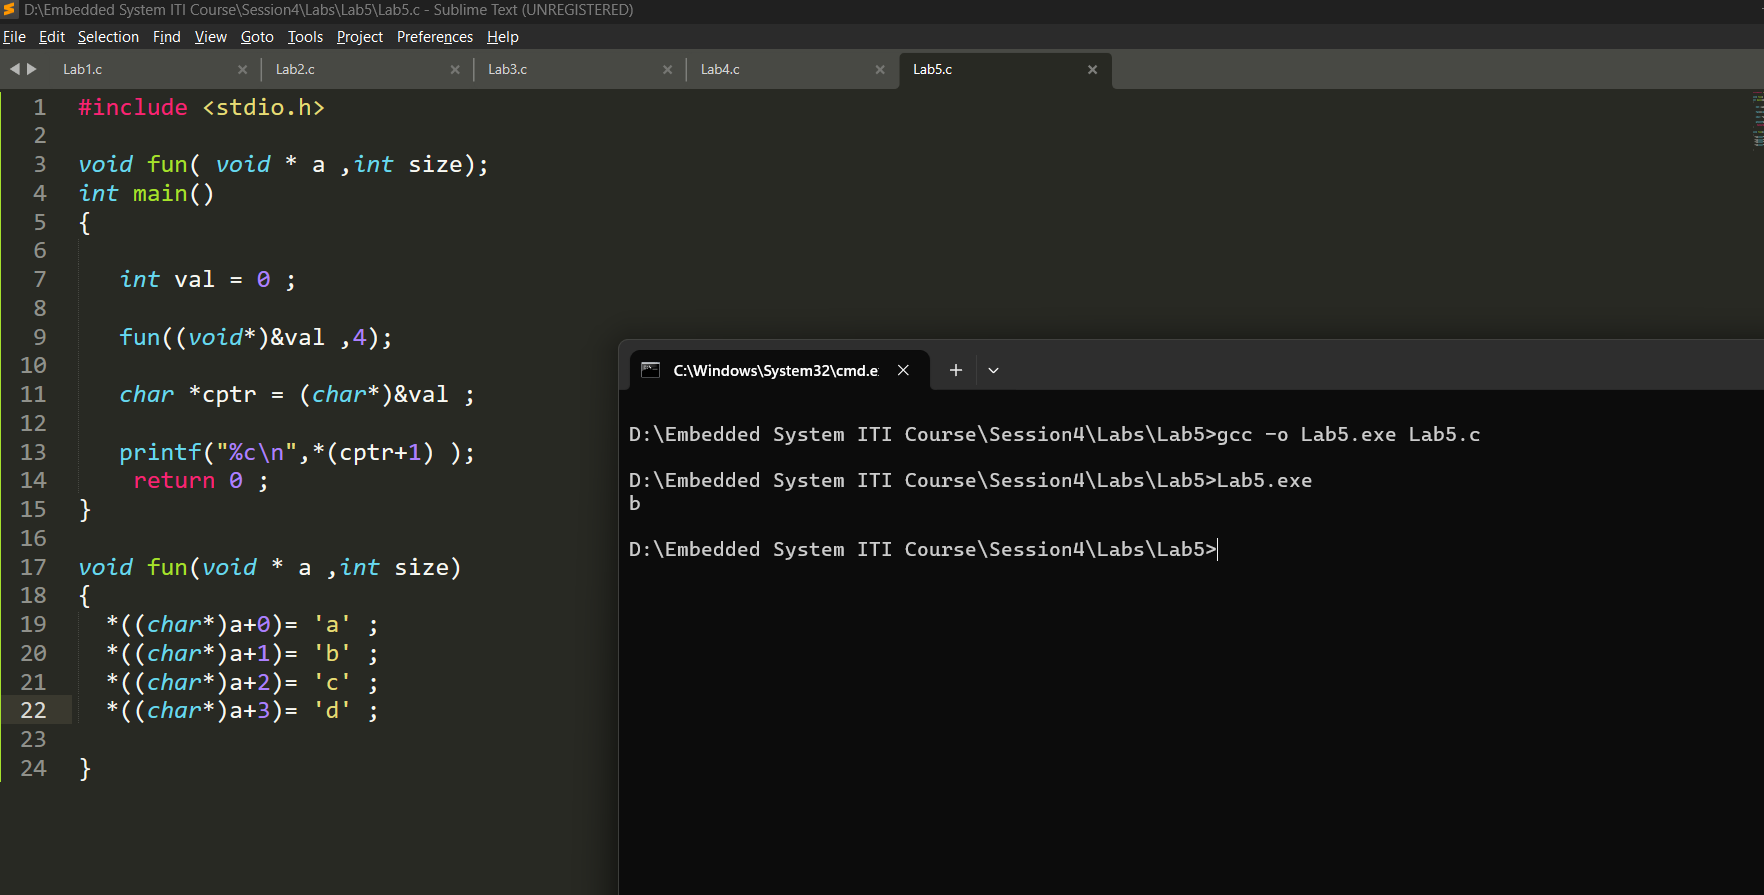 D:\Embedded System ITI Course\Session4\Labs\Lab5\Lab5.c - Sublime Text (UNREGISTERED)
File Edit Selection Find View Goto Tools Project Preferences Help
Lab1.c Lab2.c Lab3.c Lab4.c Lab5.c
1 #include <stdio.h>
2
3 void fun( void * a ,int size);
4 int main()
5 {
6
7 int val = 0 ;
8
9 fun((void*)&val ,4);
10
11 char *cptr = (char*)&val ;
12
13 printf("%c\n",*(cptr+1) );
14 return 0 ;
15 }
16
17 void fun(void * a ,int size)
18 {
19 *((char*)a+0)= 'a' ;
20 *((char*)a+1)= 'b' ;
21 *((char*)a+2)= 'c' ;
22 *((char*)a+3)= 'd' ;
23
24 }
C:\Windows\System32\cmd.e
D:\Embedded System ITI Course\Session4\Labs\Lab5>gcc -o Lab5.exe Lab5.c
D:\Embedded System ITI Course\Session4\Labs\Lab5>Lab5.exe
b
D:\Embedded System ITI Course\Session4\Labs\Lab5>